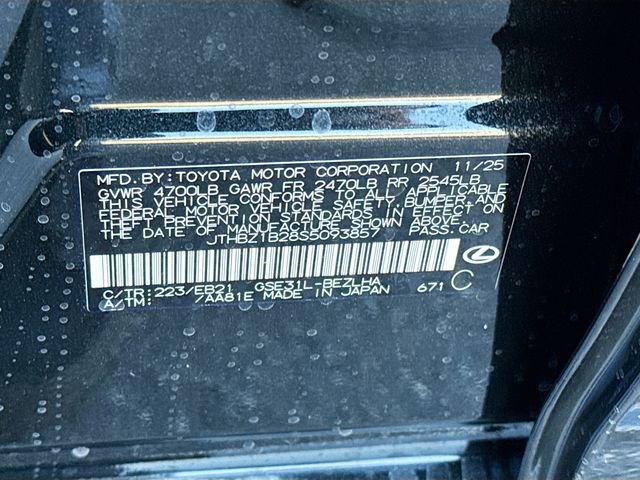 MFD. BY: TOYOTA MOTOR CORPORATION 11/25
GVWR 4700LB GAWR FR 2470LB RR 2645LB
THIS VEHICLE CONFORMS TO ALL APPLICABLE
FEDERAL MOTOR VEHICLE SAFETY, BUMPER, AND
THEFT PREVENTION STANDARDS IN EFFECT ON
THE DATE OF MANUFACTURE SHOWN ABOVE.
JTHBZ1B28S5093857 PASS. CAR
C/TR: 223/EB21 GSE31L-BEZLHA
A/TM: 7AA81E MADE IN JAPAN 671 C